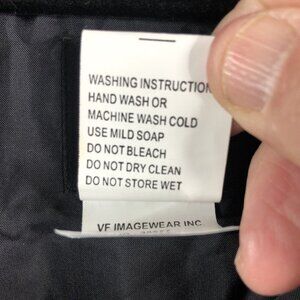 WASHING INSTRUCTION
HAND WASH OR
MACHINE WASH COLD
USE MILD SOAP
DO NOT BLEACH
DO NOT DRY CLEAN
DO NOT STORE WET
VF IMAGEWEAR INC